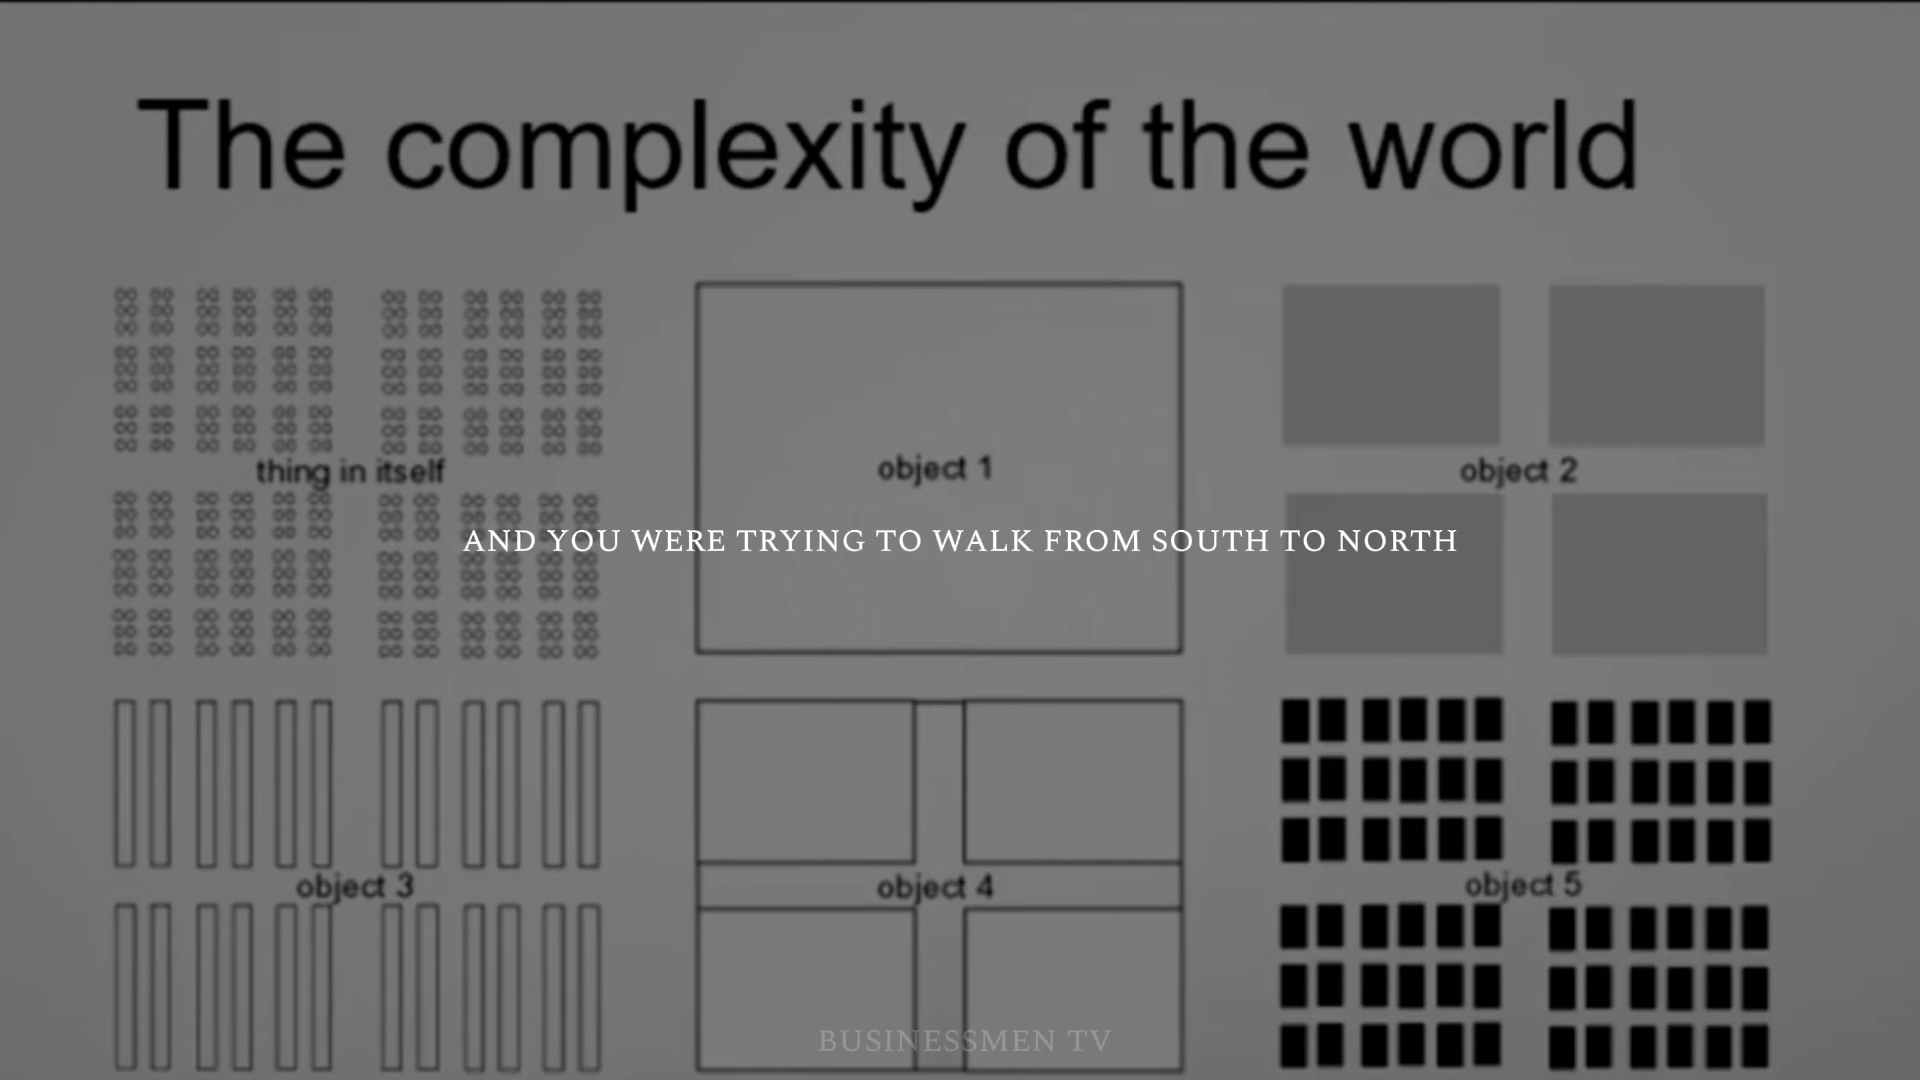 The complexity of the world
thing in itself
object 1
object 2
AND YOU WERE TRYING TO WALK FROM SOUTH TO NORTH
object 3
object 4
object 5
BUSINESSMEN TV